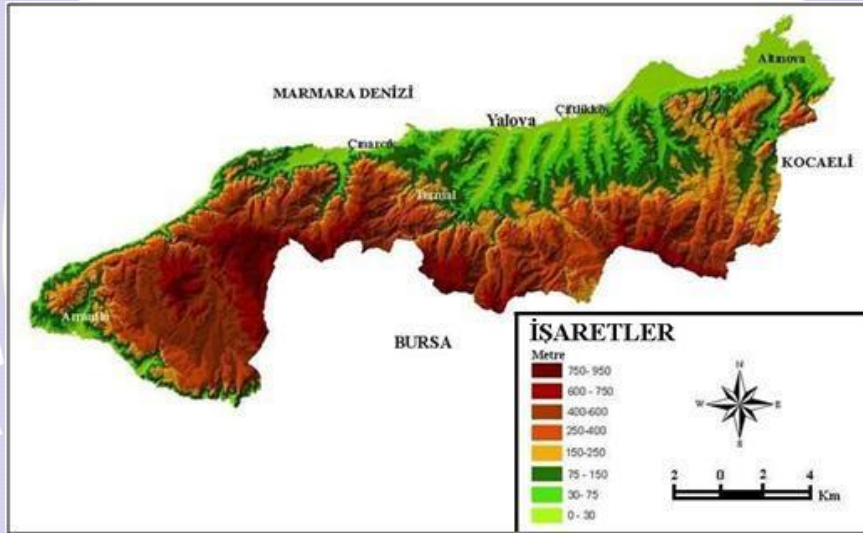 Altınova
MARMARA DENİZİ
Yalova
Çiftlikköy
Çınarcık
KOCAELİ
Termal
Armutlu
BURSA
İŞARETLER
Metre
750- 950
600 - 750
400-600
250-400
150-250
75 - 150
30- 75
0 - 30
N
W
E
S
2 0 2 4
Km